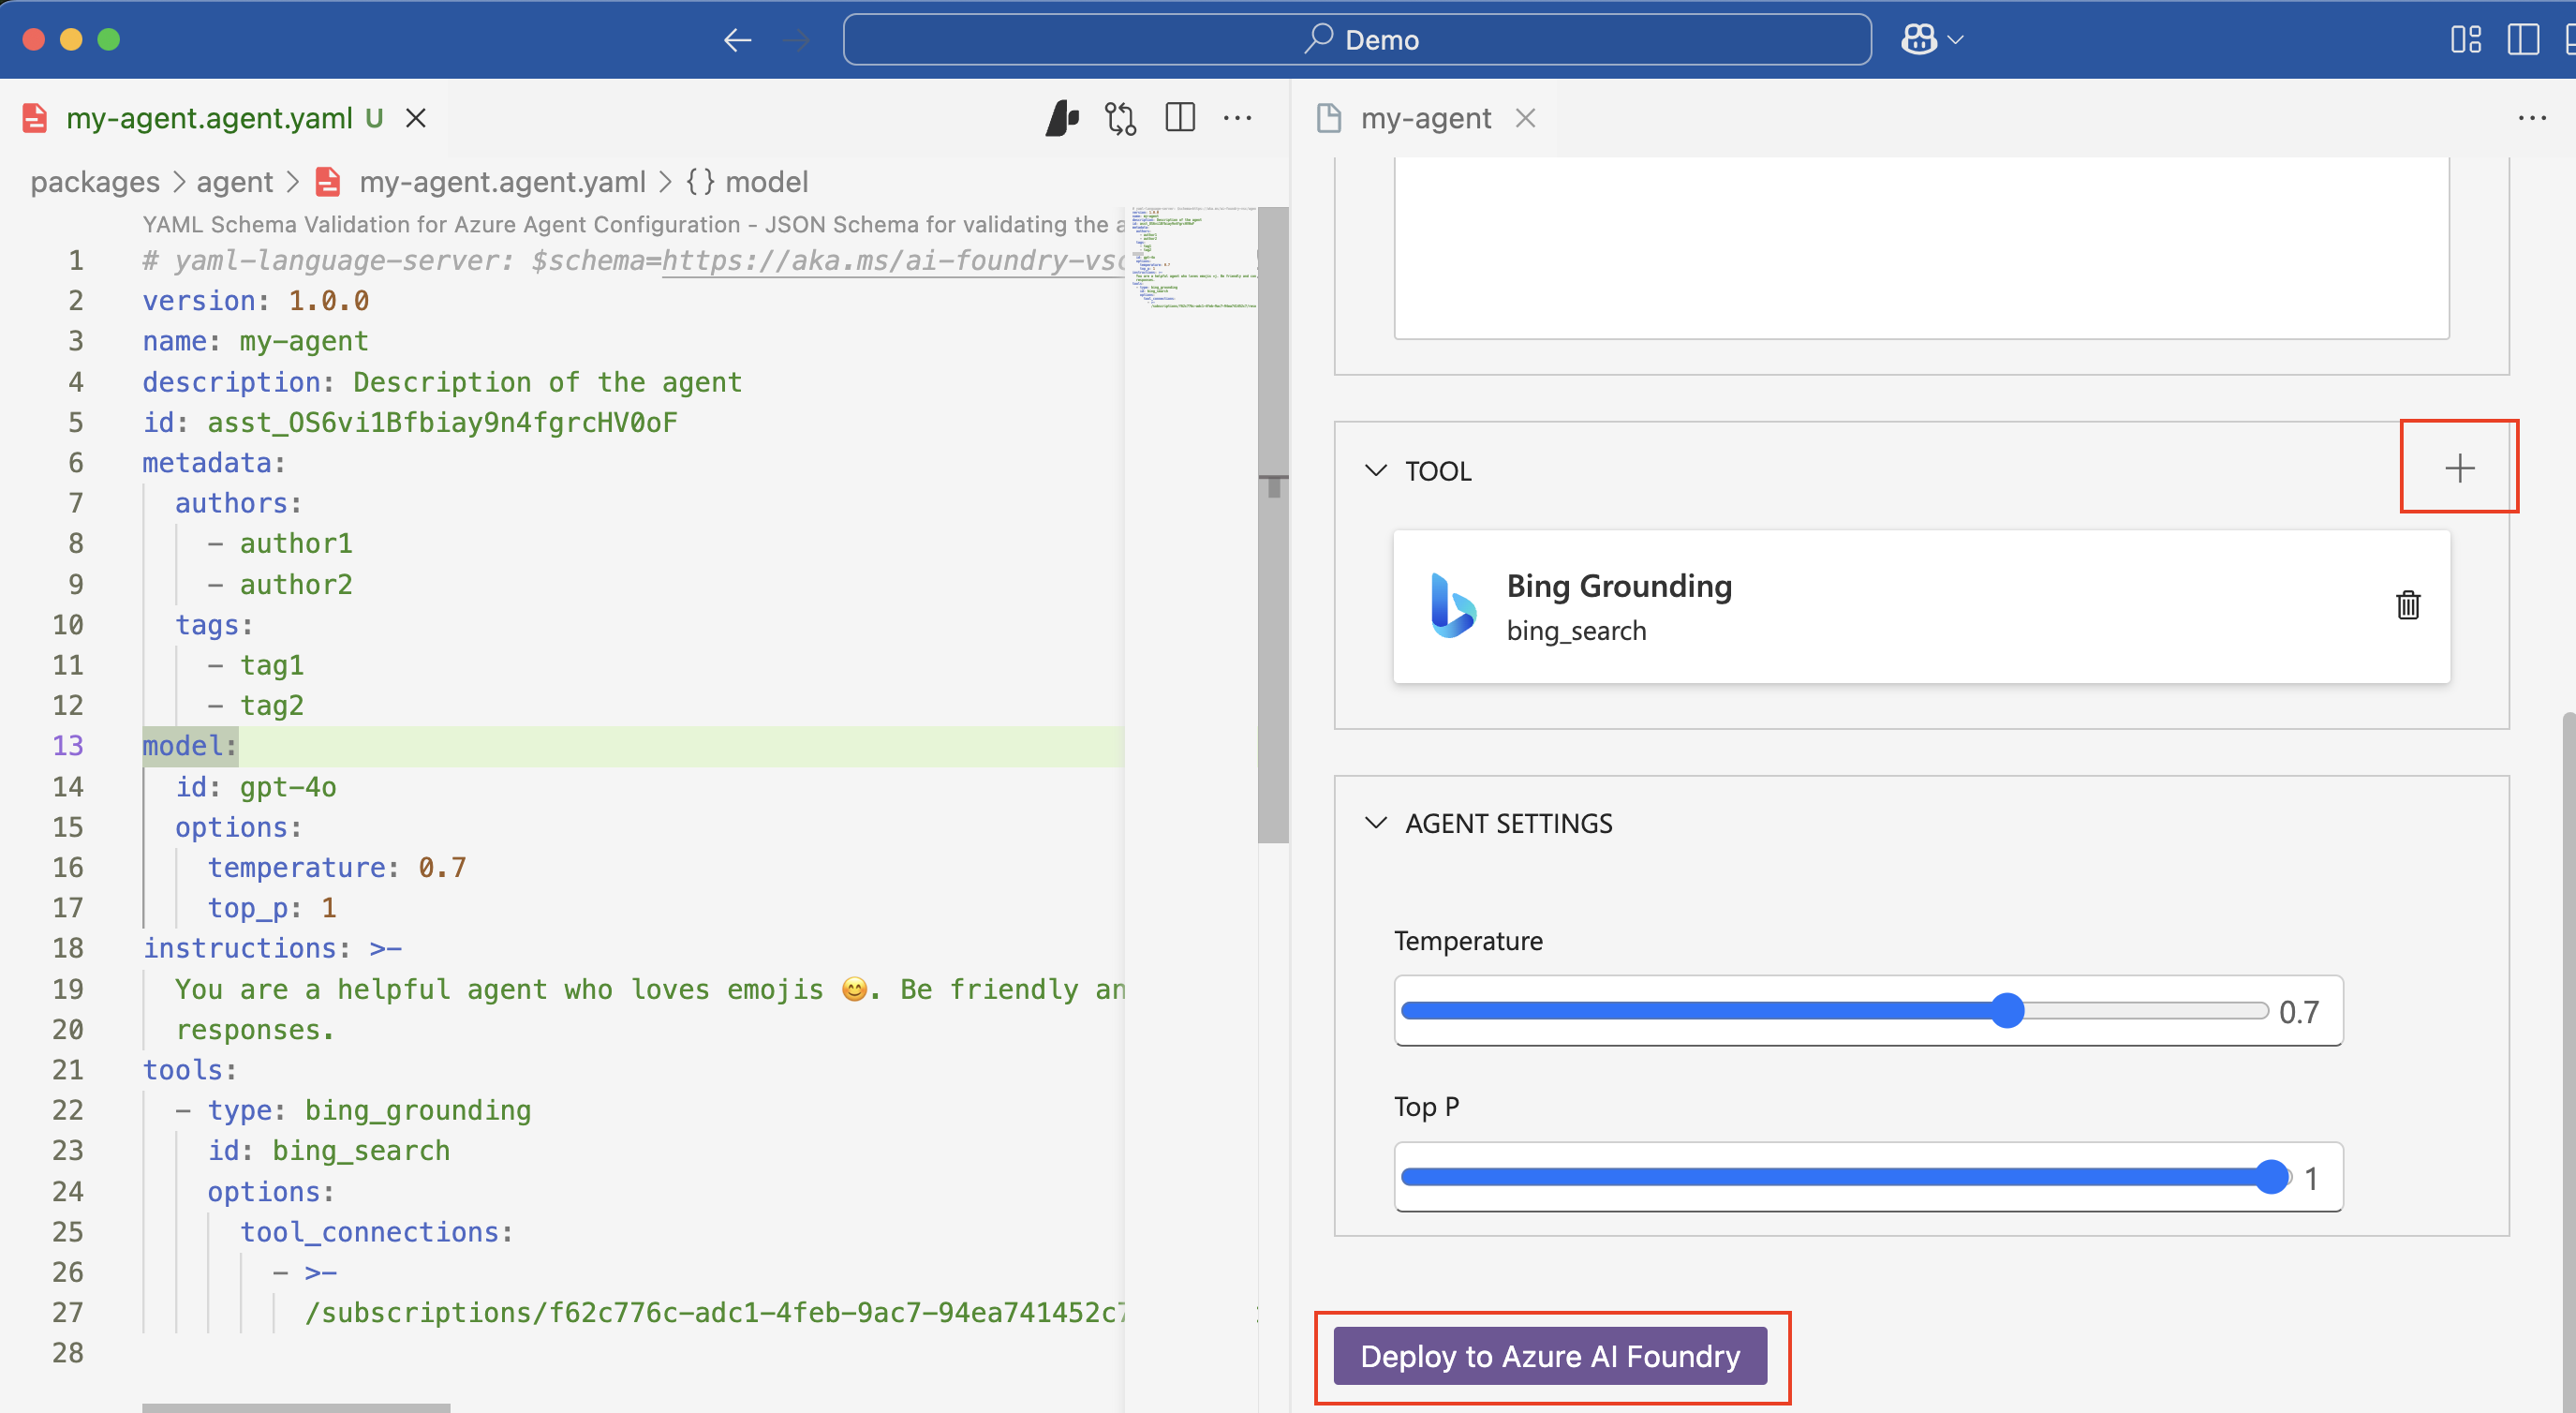 Demo
my-agent.agent.yaml U
my-agent
packages > agent > my-agent.agent.yaml > {} model
YAML Schema Validation for Azure Agent Configuration - JSON Schema for validating the a
1 # yaml-language-server: $schema=https://aka.ms/ai-foundry-vsc
2 version: 1.0.0
3 name: my-agent
4 description: Description of the agent
5 id: asst_OS6vi1Bfbiay9n4fgrcHV0oF
6 metadata:
7 authors:
8 - author1
9 - author2
10 tags:
11 - tag1
12 - tag2
13 model:
14 id: gpt-4o
15 options:
16 temperature: 0.7
17 top_p: 1
18 instructions: >-
19 You are a helpful agent who loves emojis 😊. Be friendly an
20 responses.
21 tools:
22 - type: bing_grounding
23 id: bing_search
24 options:
25 tool_connections:
26 - >-
27 /subscriptions/f62c776c-adc1-4feb-9ac7-94ea741452c7
28
TOOL
Bing Grounding
bing_search
AGENT SETTINGS
Temperature
0.7
Top P
1
Deploy to Azure AI Foundry